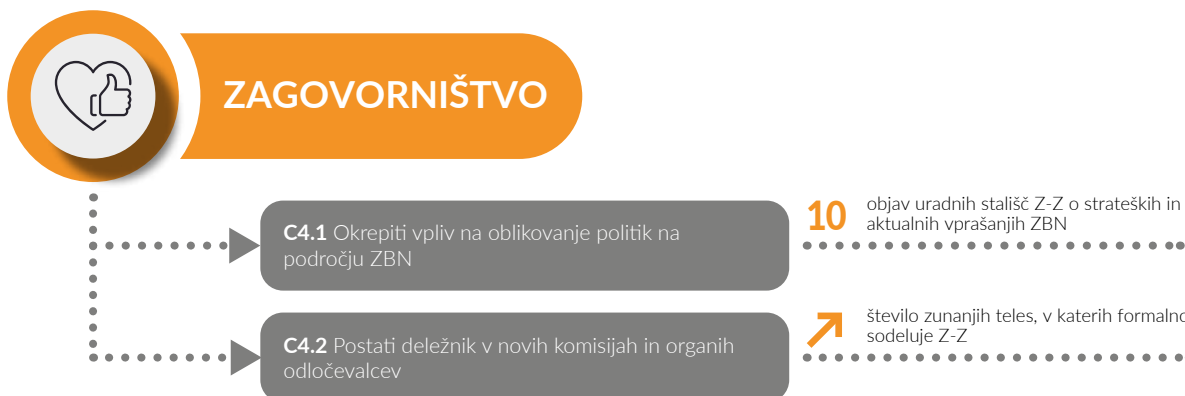 ZAGOVORNIŠTVO
C4.1 Okrepiti vpliv na oblikovanje politik na
področju ZBN
10
objav uradnih stališč Z-Z o strateških in
aktualnih vprašanjih ZBN
C4.2 Postati deležnik v novih komisijah in organih
odločevalcev
število zunanjih teles, v katerih formalno
sodeluje Z-Z